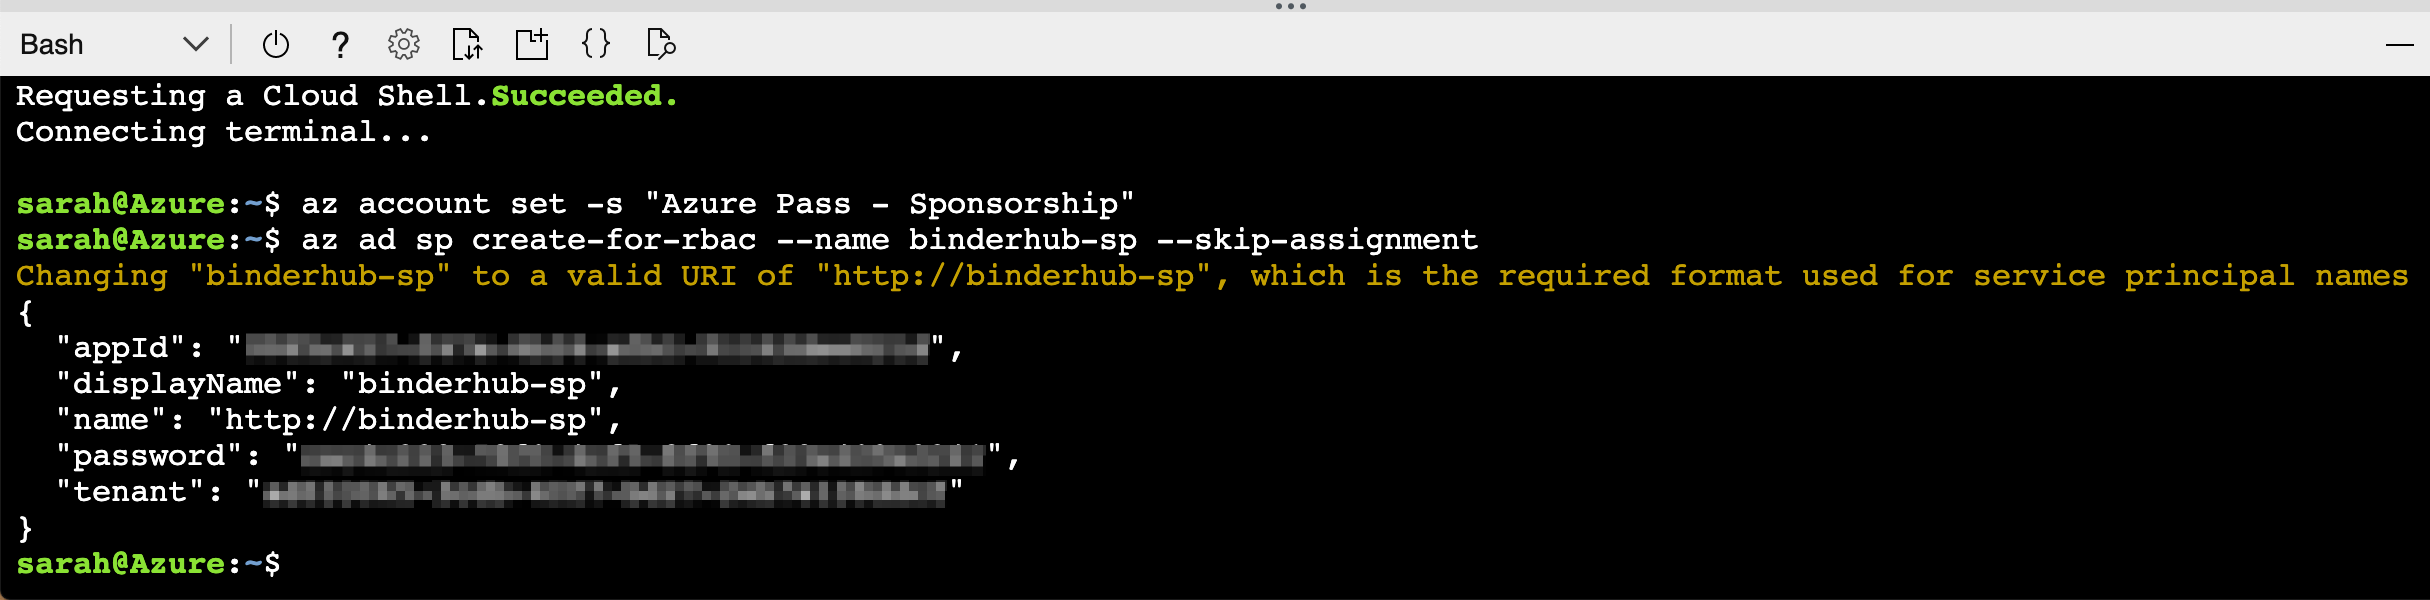 Bash
Requesting a Cloud Shell.Succeeded.
Connecting terminal...
sarah@Azure:~$ az account set -s "Azure Pass - Sponsorship"
sarah@Azure:~$ az ad sp create-for-rbac --name binderhub-sp --skip-assignment
Changing "binderhub-sp" to a valid URI of "http://binderhub-sp", which is the required format used for service principal names
{
"appId": "",
"displayName": "binderhub-sp",
"name": "http://binderhub-sp",
"password": "",
"tenant": ""
}
sarah@Azure:~$